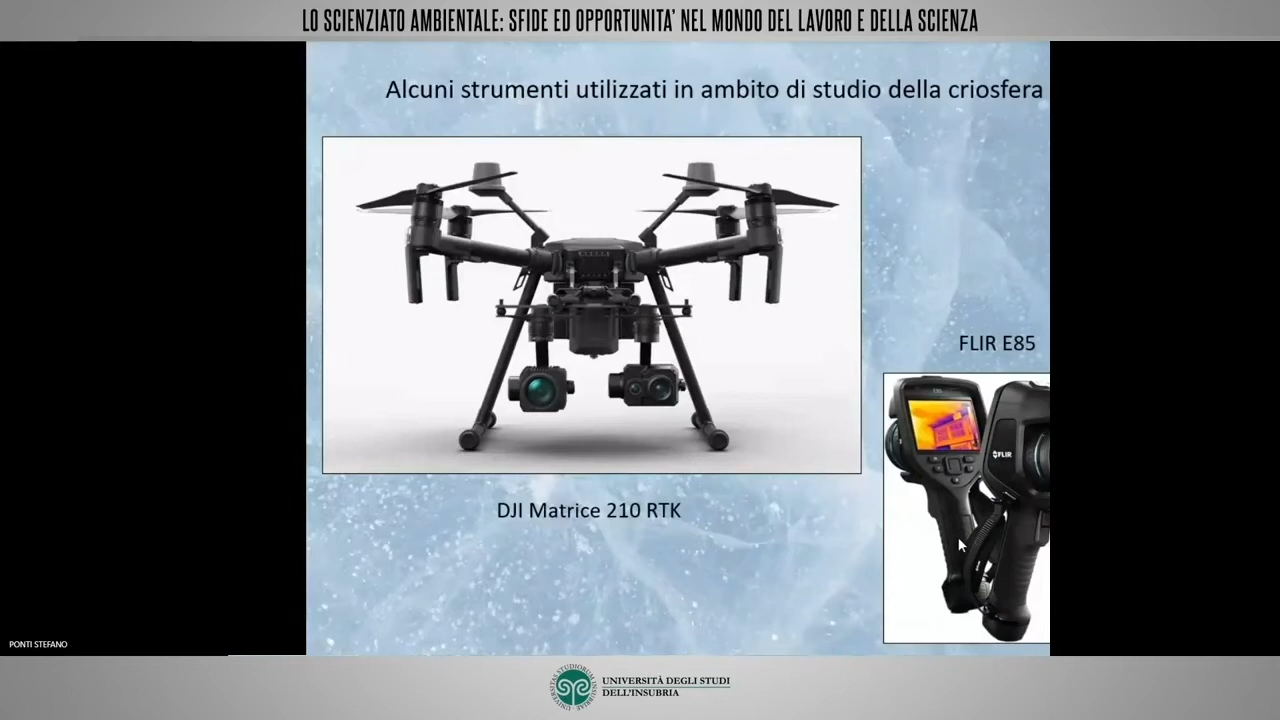 LO SCIENZIATO AMBIENTALE: SFIDE ED OPPORTUNITA' NEL MONDO DEL LAVORO E DELLA SCIENZA
Alcuni strumenti utilizzati in ambito di studio della criosfera
FLIR E85
FLIR
DJI Matrice 210 RTK
PONTI STEFANO
UNIVERSITÀ DEGLI STUDI
DELL'INSUBRIA